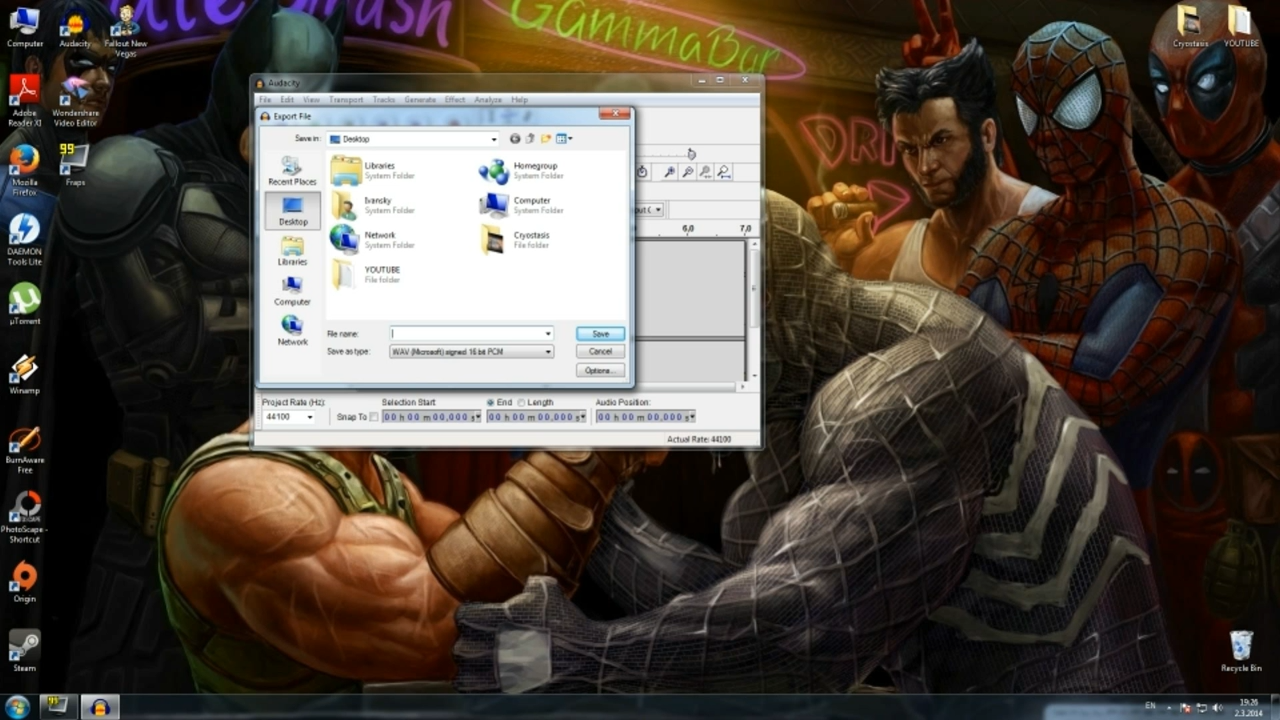 GammaBar
DRI
Computer
Audacity
Fallout New
Vegas
Adobe
Reader XI
Wondershare
Video Editor
Mozilla
Firefox
99
Fraps
DAEMON
Tools Lite
µTorrent
Winamp
BurnAware
Free
PhotoScape -
Shortcut
Origin
Steam
Cryostasis
YOUTUBE
Recycle Bin
Audacity
File Edit View Transport Tracks Generate Effect Analyze Help
Export File
Save in:
Desktop
Recent Places
Desktop
Libraries
Computer
Network
Libraries
System Folder
Homegroup
System Folder
Ivansky
System Folder
Computer
System Folder
Network
System Folder
Cryostasis
File folder
YOUTUBE
File folder
File name:
Save
Save as type:
WAV (Microsoft) signed 16 bit PCM
Cancel
Options...
6,0 7,0
Project Rate (Hz):
44100
Snap To
Selection Start
00 h 00 m 00,000 s
End Length
00 h 00 m 00,000 s
Audio Position:
00 h 00 m 00,000 s
Actual Rate: 44100
99
EN
19:26
2.3.2014